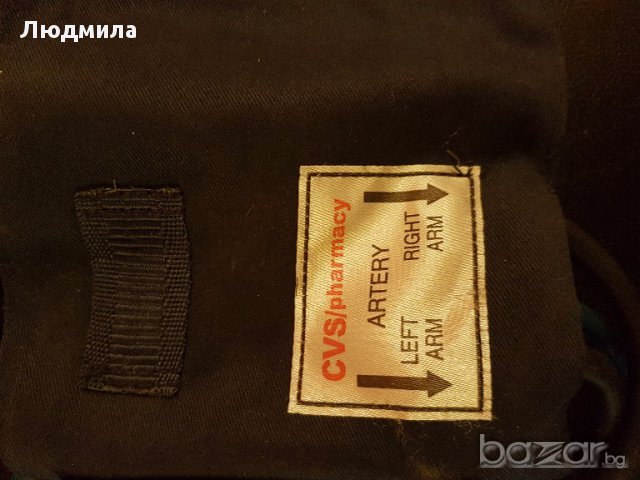 Людмила
CVS/pharmacy
ARTERY
LEFT ARM
RIGHT ARM
bazar.bg